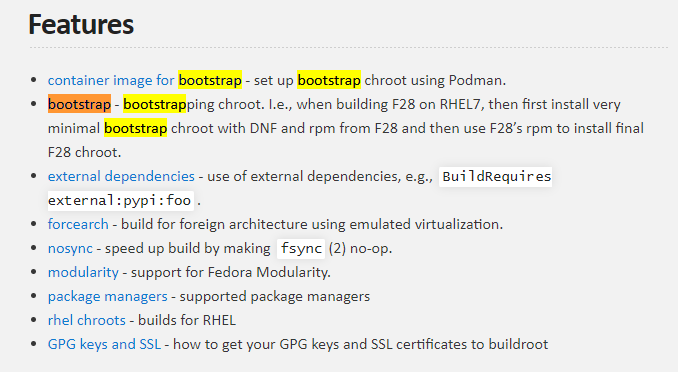 Features
• container image for bootstrap - set up bootstrap chroot using Podman.
• bootstrap - bootstrapping chroot. I.e., when building F28 on RHEL7, then first install very
minimal bootstrap chroot with DNF and rpm from F28 and then use F28’s rpm to install final
F28 chroot.
• external dependencies - use of external dependencies, e.g., BuildRequires
external:pypi:foo .
• forcearch - build for foreign architecture using emulated virtualization.
• nosync - speed up build by making fsync (2) no-op.
• modularity - support for Fedora Modularity.
• package managers - supported package managers
• rhel chroots - builds for RHEL
• GPG keys and SSL - how to get your GPG keys and SSL certificates to buildroot